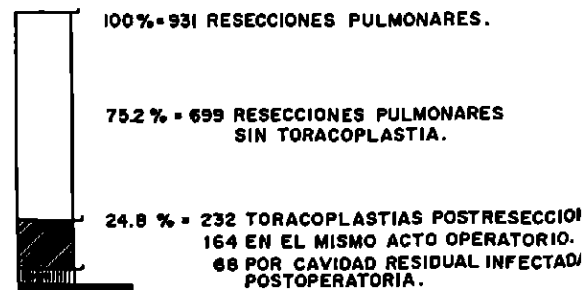 100%=931 RESECCIONES PULMONARES.
75.2 % = 699 RESECCIONES PULMONARES
SIN TORACOPLASTIA.
24.8 % = 232 TORACOPLASTIAS POSTRESECCION
164 EN EL MISMO ACTO OPERATORIO.
68 POR CAVIDAD RESIDUAL INFECTADA
POSTOPERATORIA.